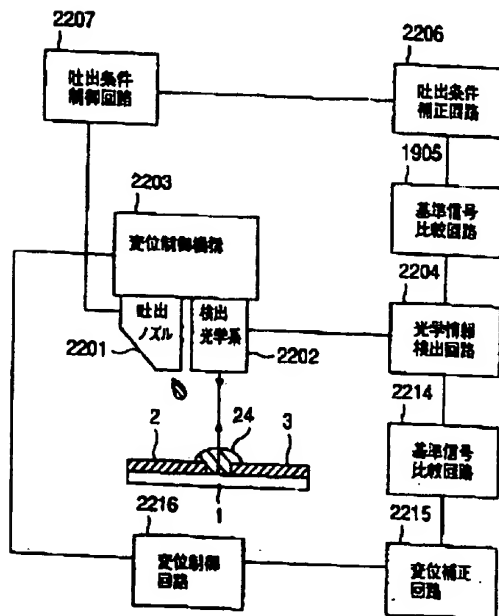 2207
吐出条件
制御回路
2206
吐出条件
補正回路
1905
基準信号
比較回路
2203
変位制御機構
吐出
ノズル
検出
光学系
2201
2202
2204
光学情報
検出回路
2
24
3
1
2214
基準信号
比較回路
2216
変位制御
回路
2215
変位補正
回路